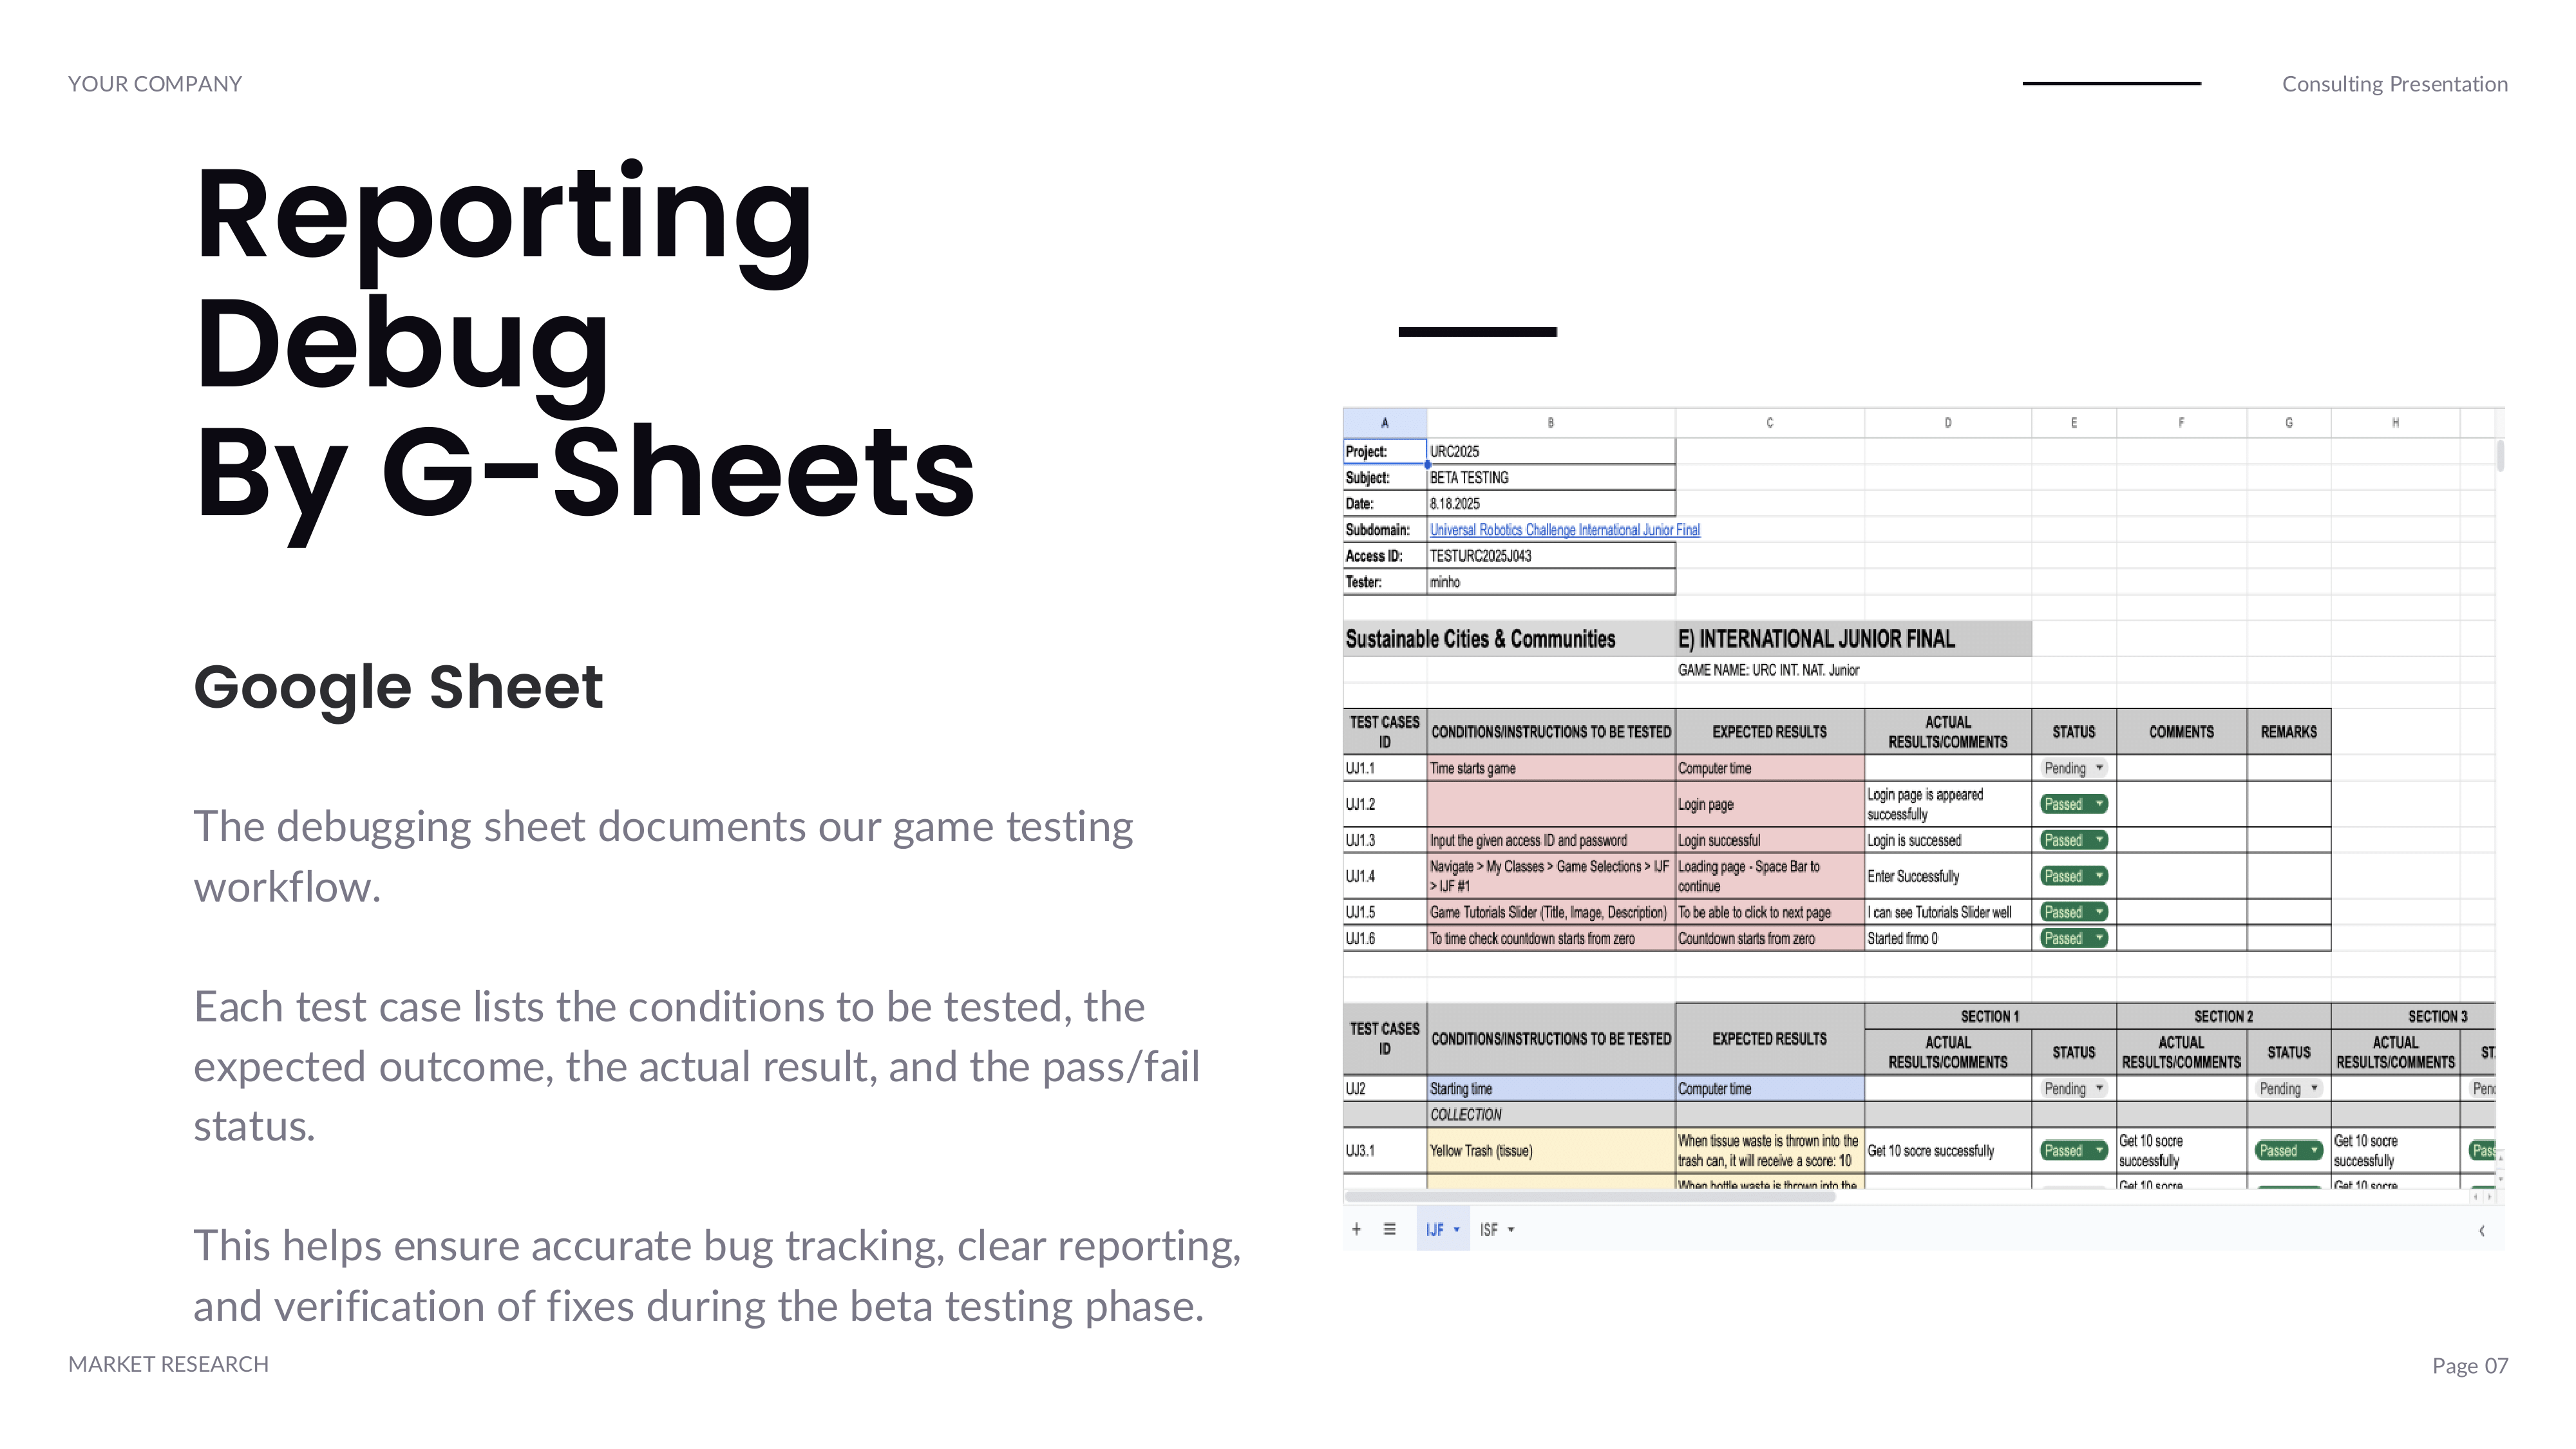 YOUR COMPANY
Consulting Presentation
Reporting
Debug
By G-Sheets
Google Sheet
The debugging sheet documents our game testing
workflow.
Each test case lists the conditions to be tested, the
expected outcome, the actual result, and the pass/fail
status.
This helps ensure accurate bug tracking, clear reporting,
and verification of fixes during the beta testing phase.
A B C D E F G H
Project: URC2025
Subject: BETA TESTING
Date: 8.18.2025
Subdomain: Universal Robotics Challenge International Junior Final
Access ID: TESTURC2025J043
Tester: minho
Sustainable Cities & Communities E) INTERNATIONAL JUNIOR FINAL
GAME NAME: URC INT. NAT. Junior
TEST CASES ID CONDITIONS/INSTRUCTIONS TO BE TESTED EXPECTED RESULTS ACTUAL RESULTS/COMMENTS STATUS COMMENTS REMARKS
UJ1.1 Time starts game Computer time Pending
UJ1.2 Login page Login page is appeared successfully Passed
UJ1.3 Input the given access ID and password Login successful Login is successed Passed
UJ1.4 Navigate > My Classes > Game Selections > IJF > IJF #1 Loading page - Space Bar to continue Enter Successfully Passed
UJ1.5 Game Tutorials Slider (Title, Image, Description) To be able to click to next page I can see Tutorials Slider well Passed
UJ1.6 To time check countdown starts from zero Countdown starts from zero Started frmo 0 Passed
SECTION 1 SECTION 2 SECTION 3
TEST CASES ID CONDITIONS/INSTRUCTIONS TO BE TESTED EXPECTED RESULTS ACTUAL RESULTS/COMMENTS STATUS ACTUAL RESULTS/COMMENTS STATUS ACTUAL RESULTS/COMMENTS
UJ2 Starting time Computer time Pending Pending
COLLECTION
UJ3.1 Yellow Trash (tissue) When tissue waste is thrown into the trash can, it will receive a score: 10 Get 10 socre successfully Passed Get 10 socre successfully Passed Get 10 socre successfully
When bottle waste is thrown into the Get 10 socre Get 10 socre
IJF ISF
MARKET RESEARCH
Page 07